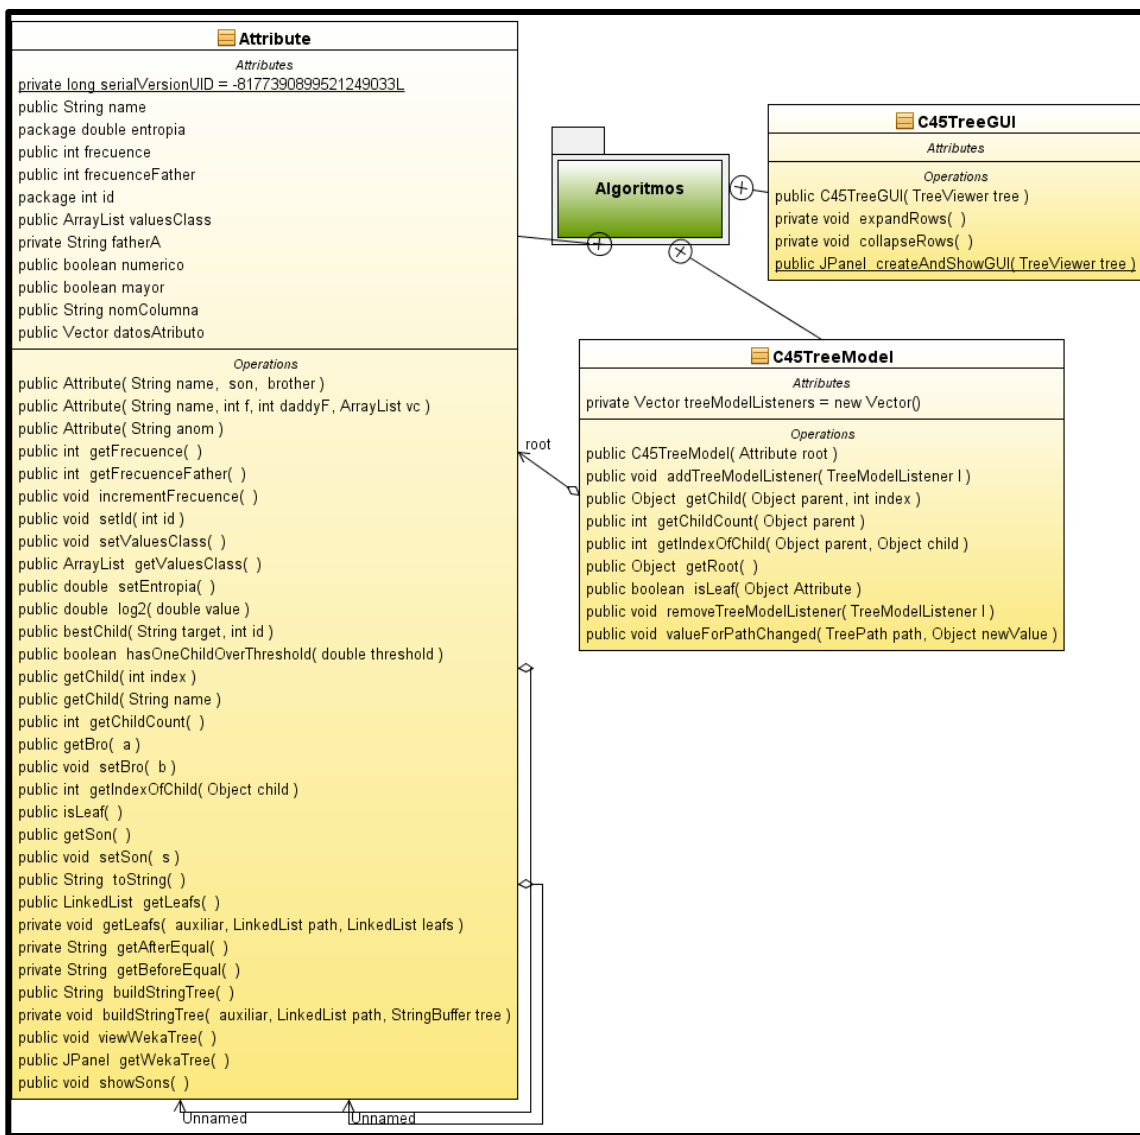 Attribute
Attributes
private long serialVersionUID = -8177390899521249033L
public String name
package double entropia
public int frecuence
public int frecuenceFather
package int id
public ArrayList valuesClass
private String fatherA
public boolean numerico
public boolean mayor
public String nomColumna
public Vector datosAtributo
Operations
public Attribute( String name,  son,  brother )
public Attribute( String name, int f, int daddyF, ArrayList vc )
public Attribute( String anom )
public int  getFrecuence(  )
public int  getFrecuenceFather(  )
public void  incrementFrecuence(  )
public void  setId( int id )
public void  setValuesClass(  )
public ArrayList  getValuesClass(  )
public double  setEntropia(  )
public double  log2( double value )
public bestChild( String target, int id )
public boolean  hasOneChildOverThreshold( double threshold )
public getChild( int index )
public getChild( String name )
public int  getChildCount(  )
public getBro(  a )
public void  setBro(  b )
public int  getIndexOfChild( Object child )
public isLeaf(  )
public getSon(  )
public void  setSon(  s )
public String  toString(  )
public LinkedList  getLeafs(  )
private void  getLeafs(  auxiliar, LinkedList path, LinkedList leafs )
private String  getAfterEqual(  )
private String  getBeforeEqual(  )
public String  buildStringTree(  )
private void  buildStringTree(  auxiliar, LinkedList path, StringBuffer tree )
public void  viewWekaTree(  )
public JPanel  getWekaTree(  )
public void  showSons(  )
Unnamed
Unnamed
Algoritmos
C45TreeGUI
Attributes
Operations
public C45TreeGUI( TreeViewer tree )
private void  expandRows(  )
private void  collapseRows(  )
public JPanel  createAndShowGUI( TreeViewer tree )
root
C45TreeModel
Attributes
private Vector treeModelListeners = new Vector()
Operations
public C45TreeModel( Attribute root )
public void  addTreeModelListener( TreeModelListener l )
public Object  getChild( Object parent, int index )
public int  getChildCount( Object parent )
public int  getIndexOfChild( Object parent, Object child )
public Object  getRoot(  )
public boolean  isLeaf( Object Attribute )
public void  removeTreeModelListener( TreeModelListener l )
public void  valueForPathChanged( TreePath path, Object newValue )